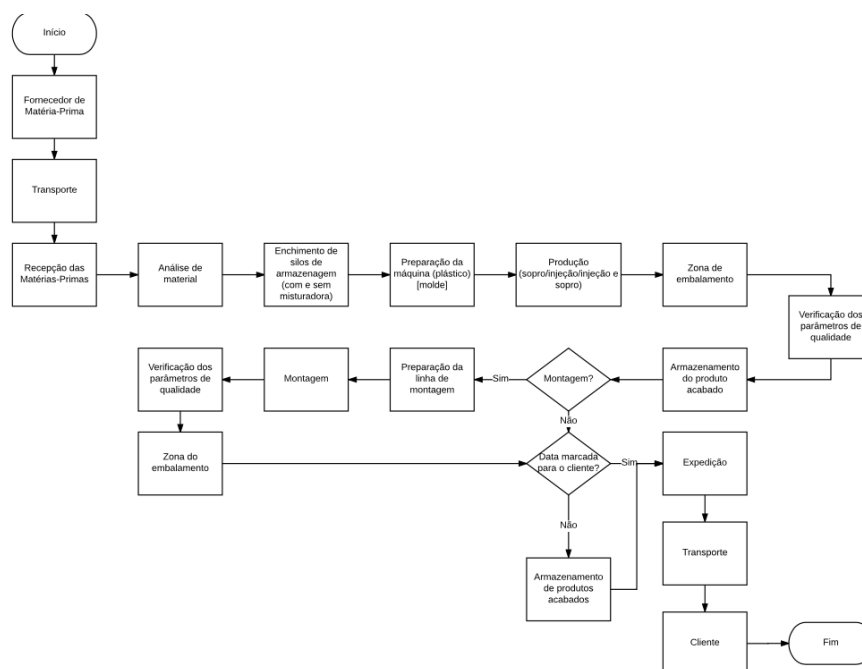 Início
Fornecedor de
Matéria-Prima
Transporte
Recepção das
Matérias-Primas
Análise de
material
Enchimento de
silos de
armazenagem
(com e sem
misturadora)
Preparação da
máquina (plástico)
[molde]
Produção
(sopro/injeção/injeção e
sopro)
Zona de
embalamento
Verificação dos
parâmetros de
qualidade
Armazenamento
do produto
acabado
Montagem?
Sim
Preparação da
linha de
montagem
Montagem
Verificação dos
parâmetros de
qualidade
Zona do
embalamento
Não
Data marcada
para o cliente?
Sim
Não
Armazenamento
de produtos
acabados
Expedição
Transporte
Cliente
Fim